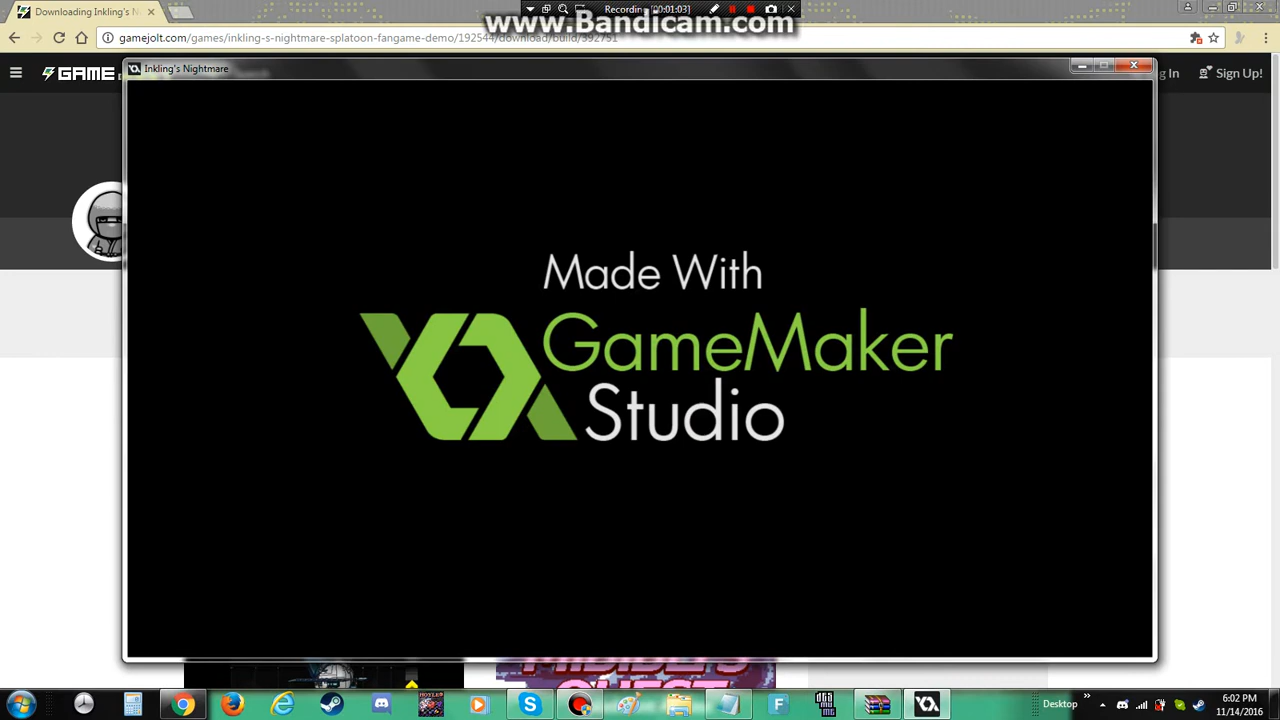 Downloading Inkling's N
Recording [00:01:03]
www.Bandicam.com
gamejolt.com/games/inkling-s-nightmare-splatoon-fangame-demo/192544/download/build/392751
GAME
Inkling's Nightmare
Log In
Sign Up!
Made With
GameMaker
Studio
Desktop
6:02 PM
11/14/2016